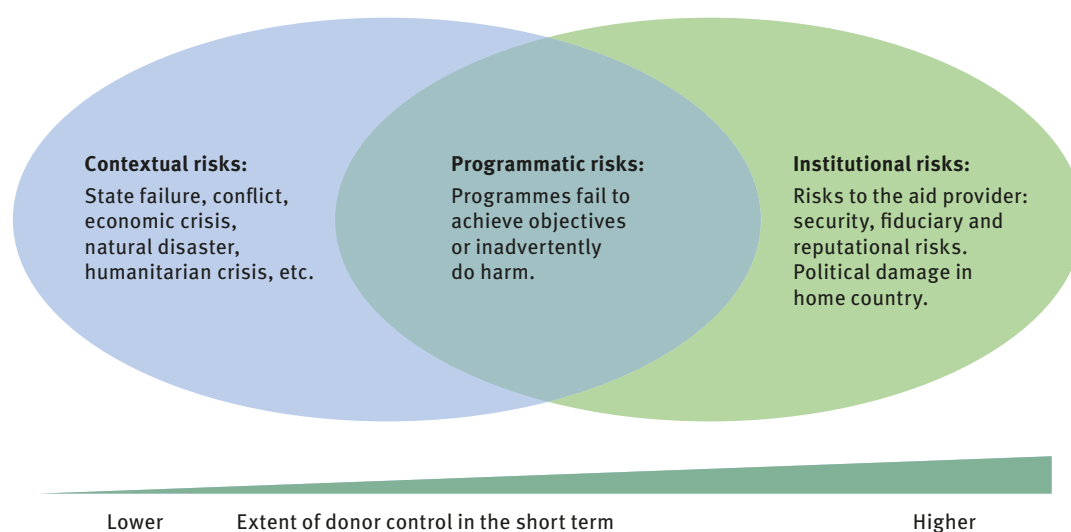 Contextual risks:
State failure, conflict,
economic crisis,
natural disaster,
humanitarian crisis, etc.
Programmatic risks:
Programmes fail to
achieve objectives
or inadvertently
do harm.
Institutional risks:
Risks to the aid provider:
security, fiduciary and
reputational risks.
Political damage in
home country.
Lower Extent of donor control in the short term Higher